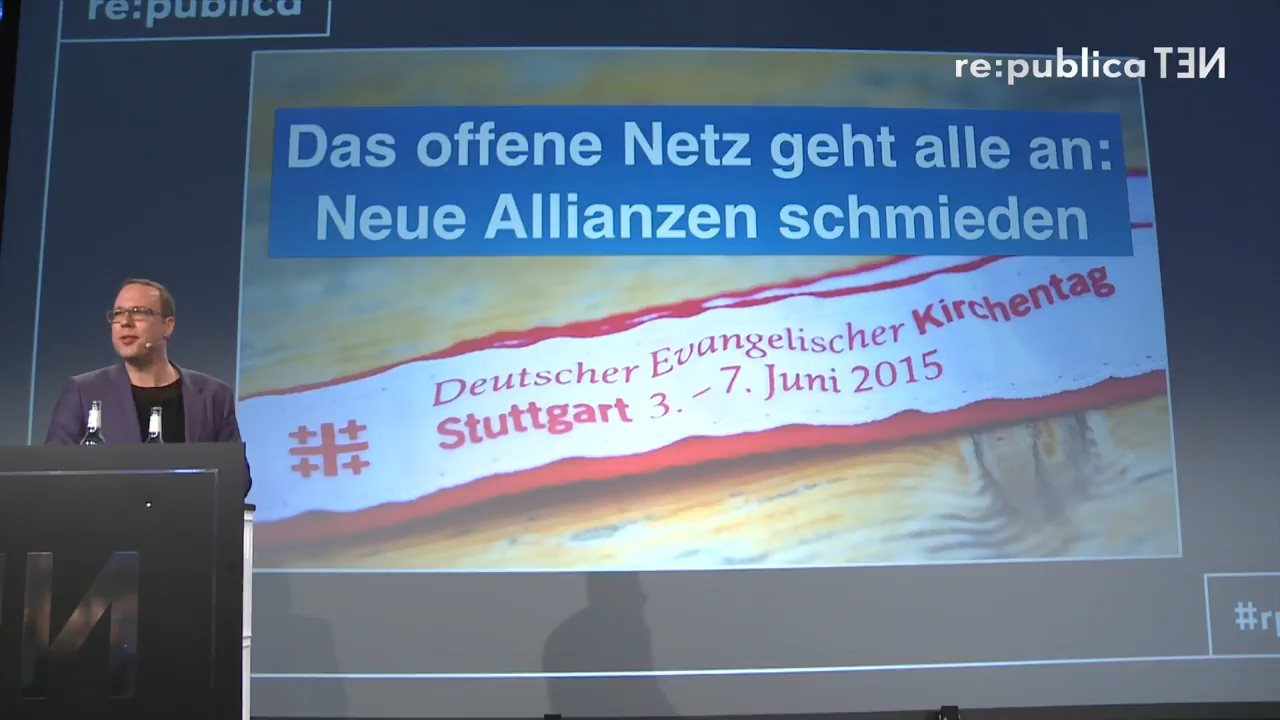 re:publica
re:publica TEN
Das offene Netz geht alle an:
Neue Allianzen schmieden
Deutscher Evangelischer Kirchentag
Stuttgart 3. – 7. Juni 2015
#rp